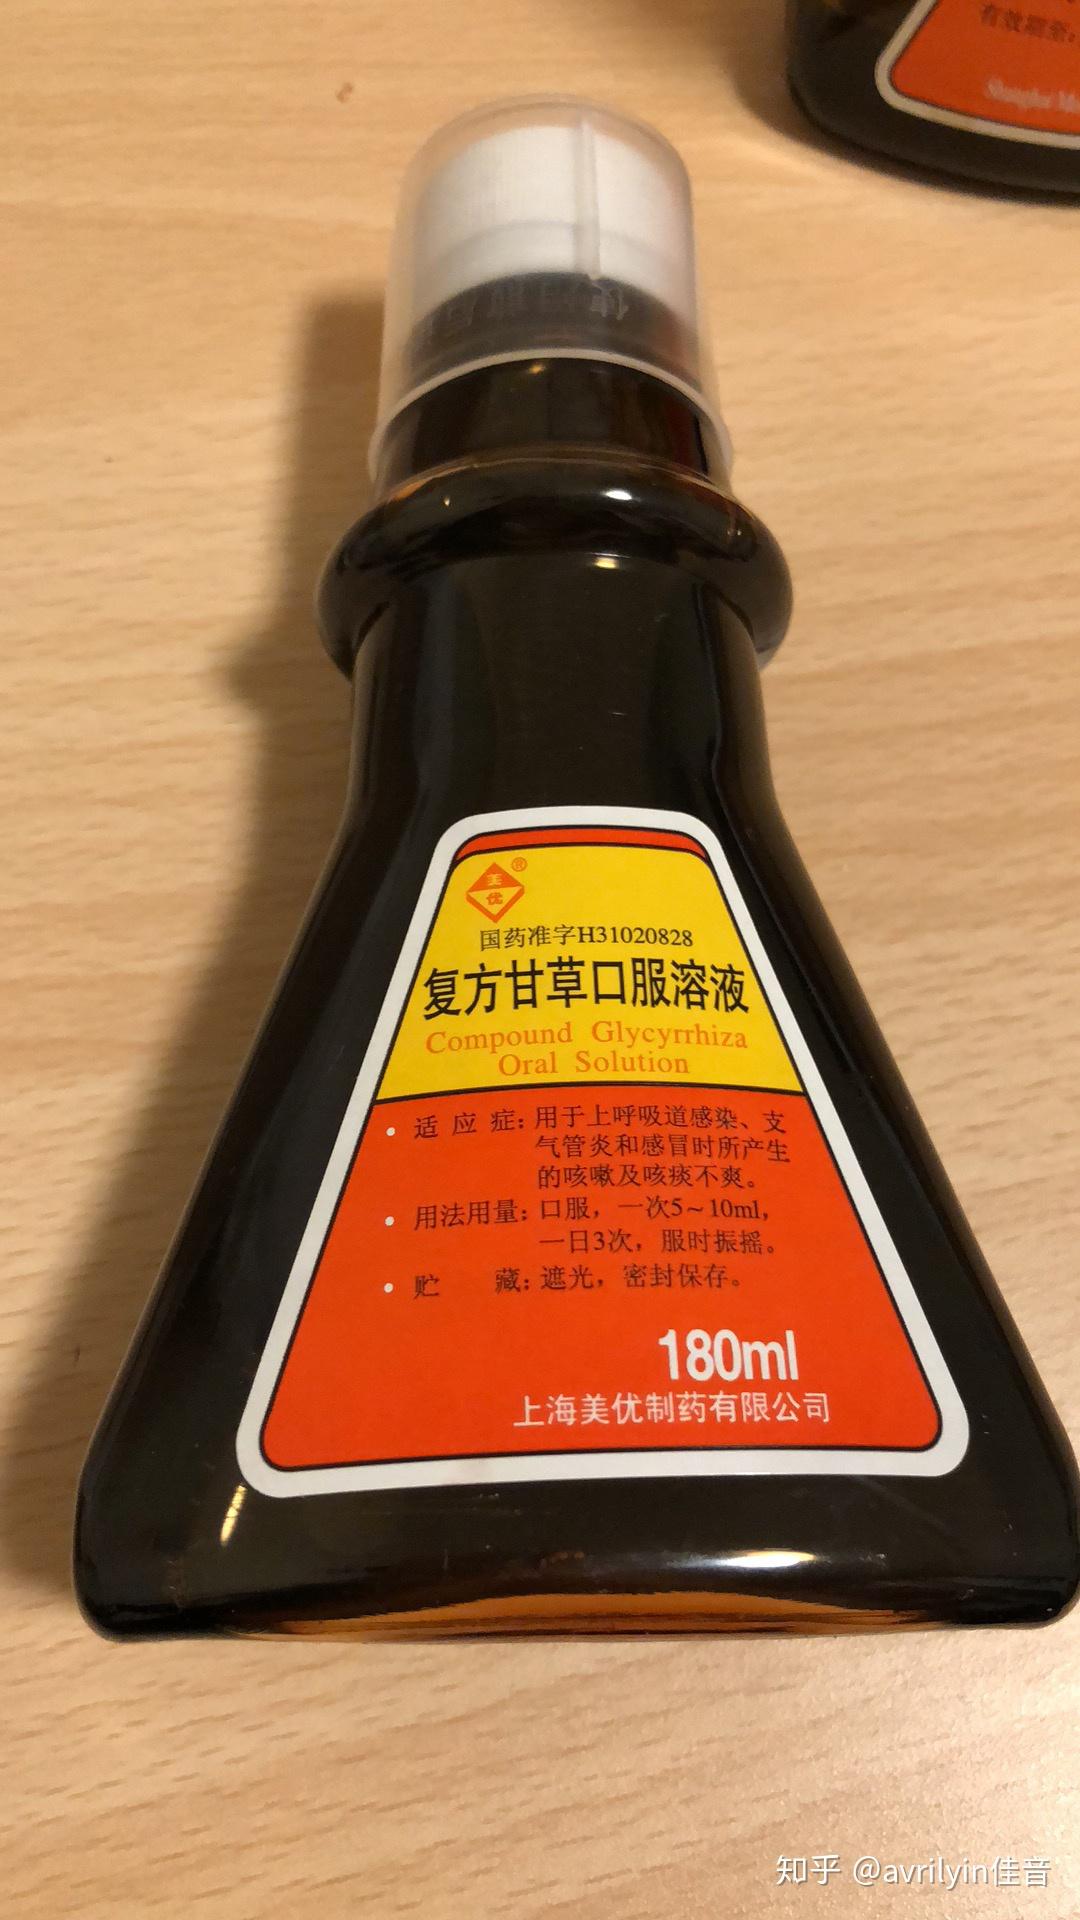 有效期至:
Shanghai M
美
优
®
国药准字H31020828
复方甘草口服溶液
Compound Glycyrrhiza
Oral Solution
• 适应症:用于上呼吸道感染、支
气管炎和感冒时所产生
的咳嗽及咳痰不爽。
• 用法用量:口服，一次5~10ml，
一日3次，服时振摇。
• 贮藏:遮光，密封保存。
180ml
上海美优制药有限公司
知乎 @avrilyin佳音